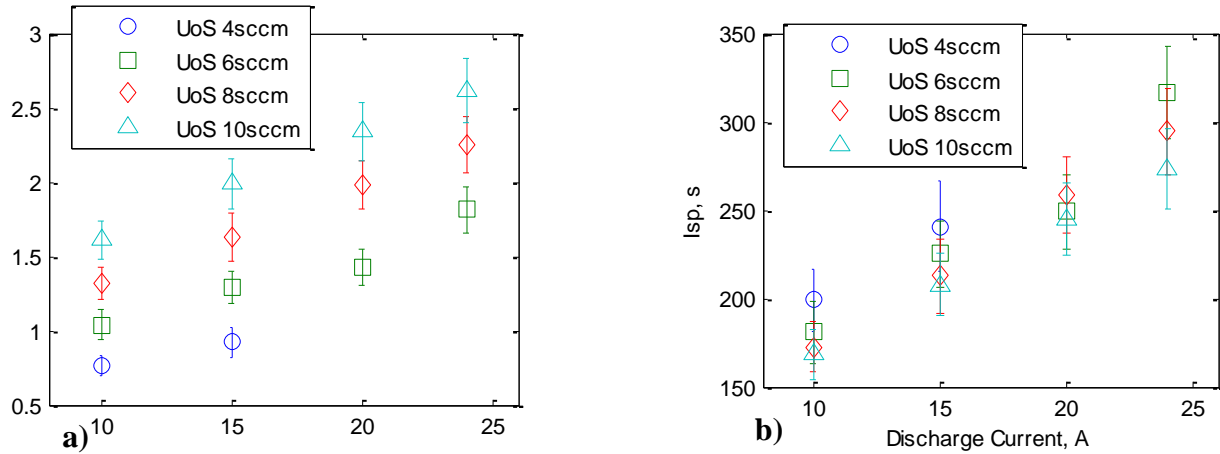 UoS 4sccm
UoS 6sccm
UoS 8sccm
UoS 10sccm
3
2.5
2
1.5
1
0.5
10
15
20
25
a)
UoS 4sccm
UoS 6sccm
UoS 8sccm
UoS 10sccm
350
300
250
200
150
Isp, s
10
15
20
25
b)
Discharge Current, A